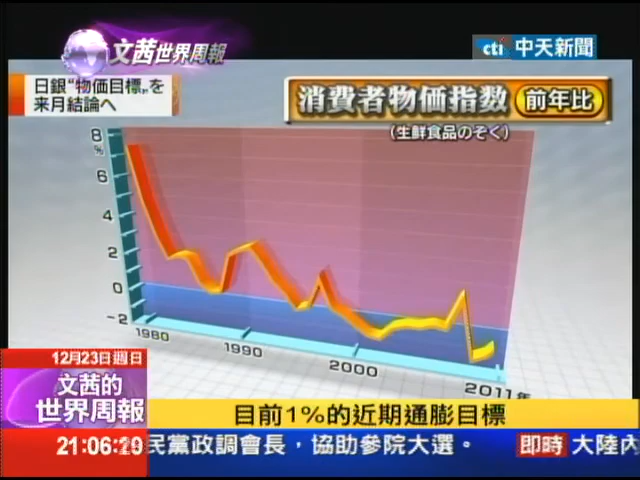 文茜世界周報
cti 中天新聞
日銀"物価目標"を
来月結論へ
消費者物価指数 前年比
(生鮮食品のぞく)
8
%
6
4
2
0
-2
1980
1990
2000
2011年
12月23日週日
文茜的
世界周報
目前1%的近期通膨目標
21:06:29
民黨政調會長，協助參院大選。 即時 大陸內